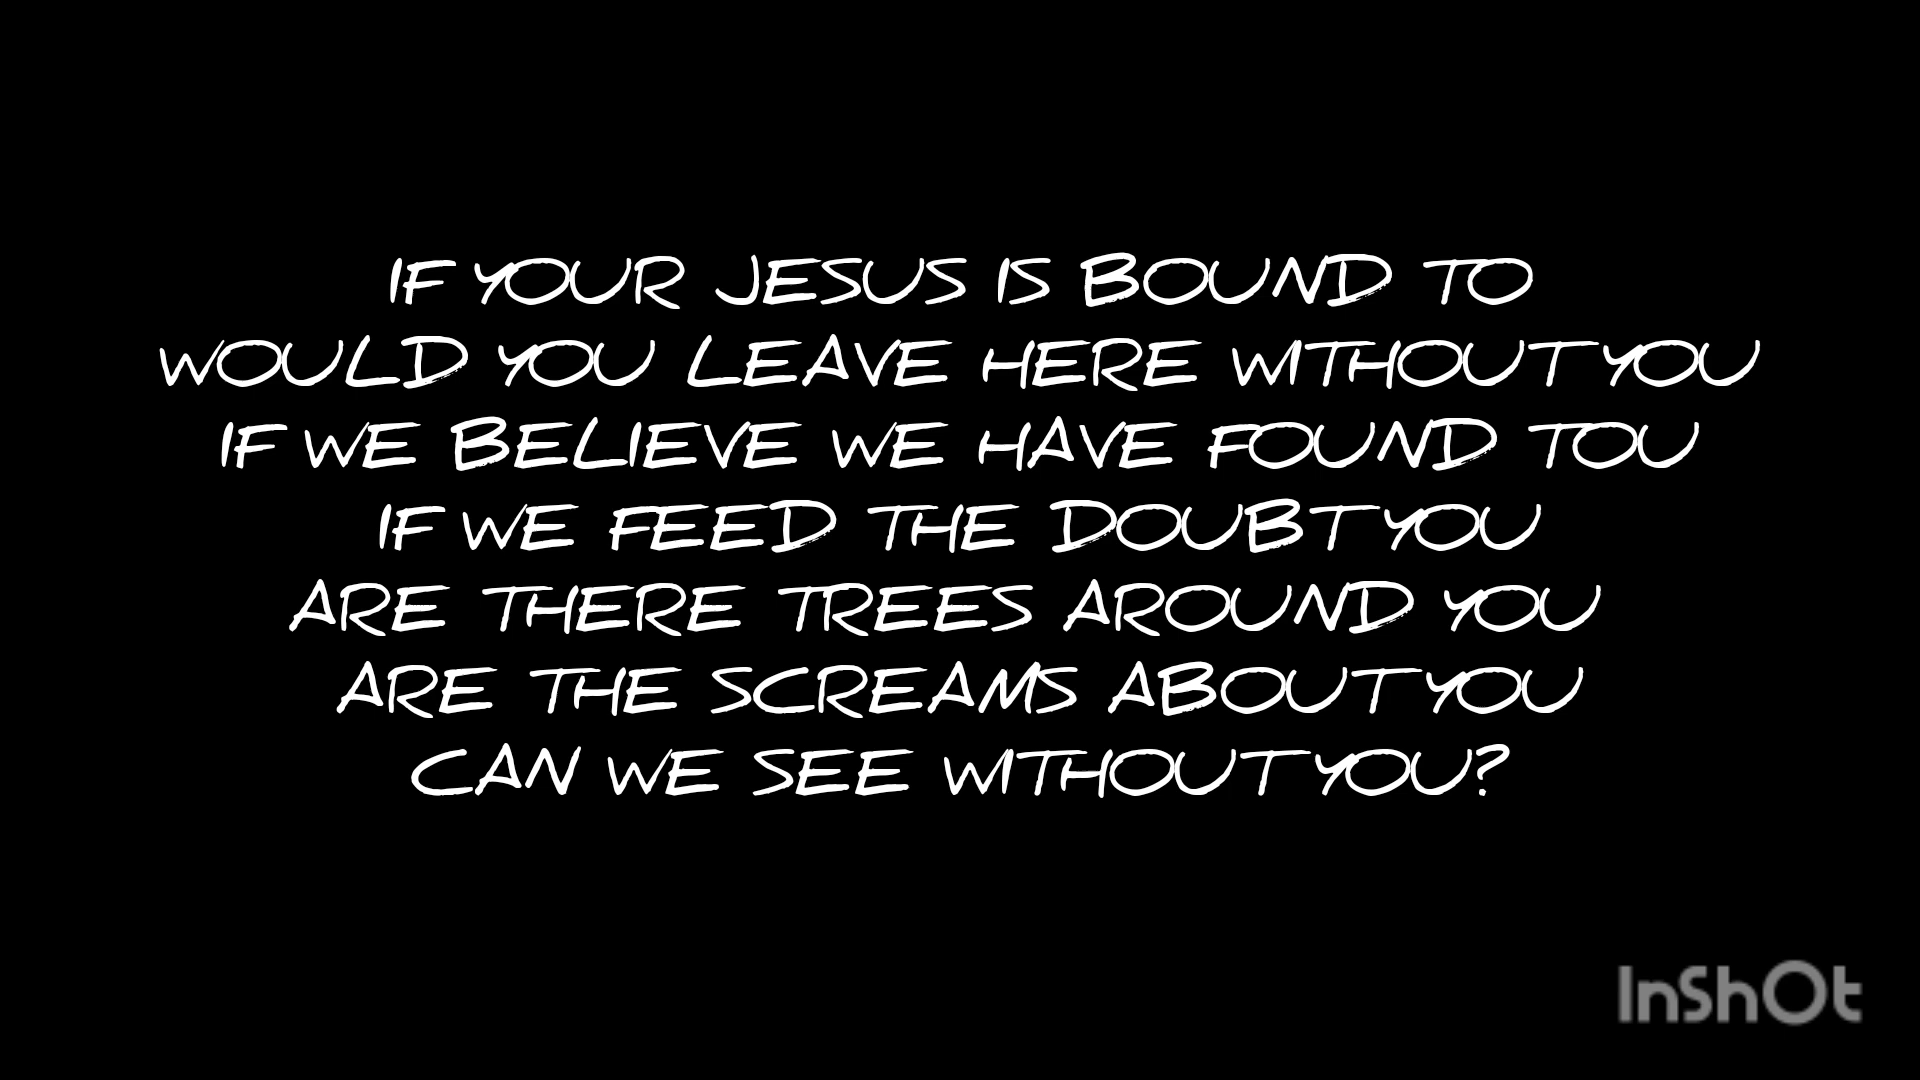 IF YOUR JESUS IS BOUND TO
WOULD YOU LEAVE HERE WITHOUT YOU
IF WE BELIEVE WE HAVE FOUND TOU
IF WE FEED THE DOUBT YOU
ARE THERE TREES AROUND YOU
ARE THE SCREAMS ABOUT YOU
CAN WE SEE WITHOUT YOU?
InShOt